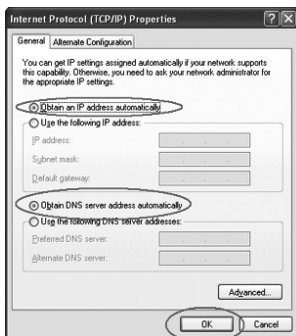 Internet Protocol (TCP/IP) Properties
General Alternate Configuration
You can get IP settings assigned automatically if your network supports
this capability. Otherwise, you need to ask your network administrator for
the appropriate IP settings.
Obtain an IP address automatically
Use the following IP address:
IP address:
Subnet mask:
Default gateway:
Obtain DNS server address automatically
Use the following DNS server addresses:
Preferred DNS server:
Alternate DNS server:
Advanced...
OK Cancel